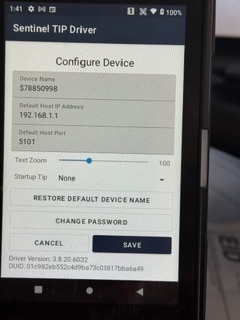 1:41 100%
Sentinel TIP Driver
Configure Device
Device Name
S78850998
Default Host IP Address
192.168.1.1
Default Host Port
5101
Text Zoom 100
Startup Tip None
RESTORE DEFAULT DEVICE NAME
CHANGE PASSWORD
CANCEL SAVE
Driver Version: 3.8.20.6032
DUID: 01c982eb552c4d9ba73c03817bba6a49